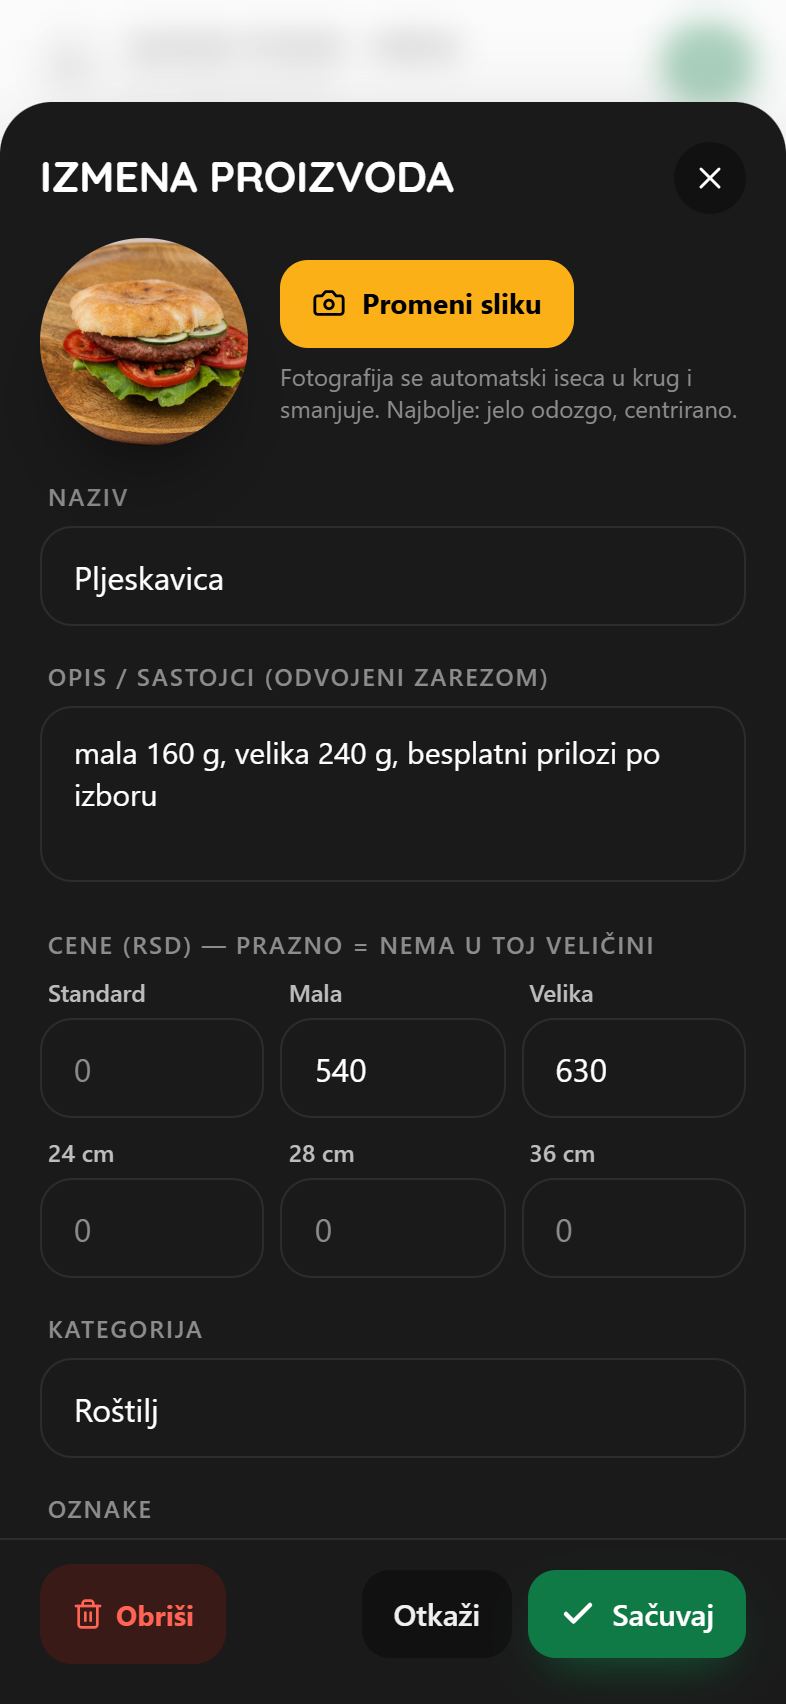 IZMENA PROIZVODA
Promeni sliku
Fotografija se automatski iseca u krug i
smanjuje. Najbolje: jelo odozgo, centrirano.
NAZIV
Pljeskavica
OPIS / SASTOJCI (ODVOJENI ZAREZOM)
mala 160 g, velika 240 g, besplatni prilozi po
izboru
CENE (RSD) — PRAZNO = NEMA U TOJ VELIČINI
Standard Mala Velika
0 540 630
24 cm 28 cm 36 cm
0 0 0
KATEGORIJA
Roštilj
OZNAKE
Obriši Otkaži Sačuvaj